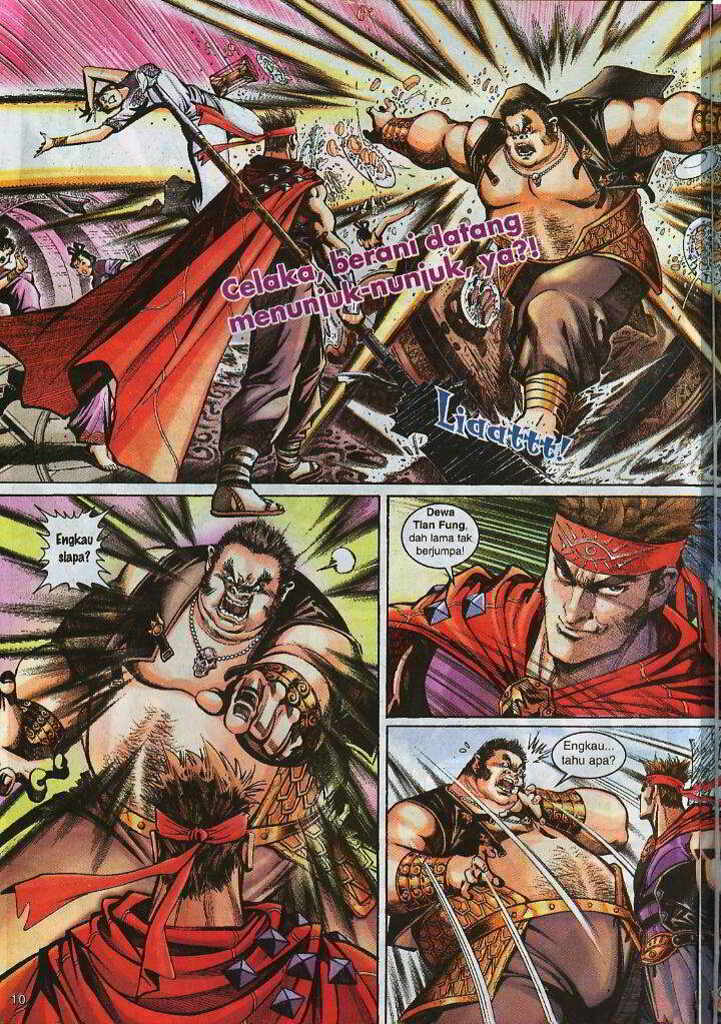 Celaka, berani datang
menunjuk-nunjuk, ya?!
Liaattt!
Engkau
siapa?
Dewa
Tian Fung,
dah lama tak
berjumpa!
Engkau...
tahu apa?
10